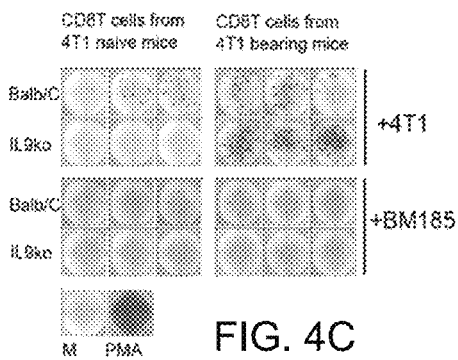 CD8T cells from CD8T cells from
4T1 naive mice 4T1 bearing mice
Balb/C
+4T1
IL9ko
Balb/C
+BM185
IL9ko
M PMA
FIG. 4C